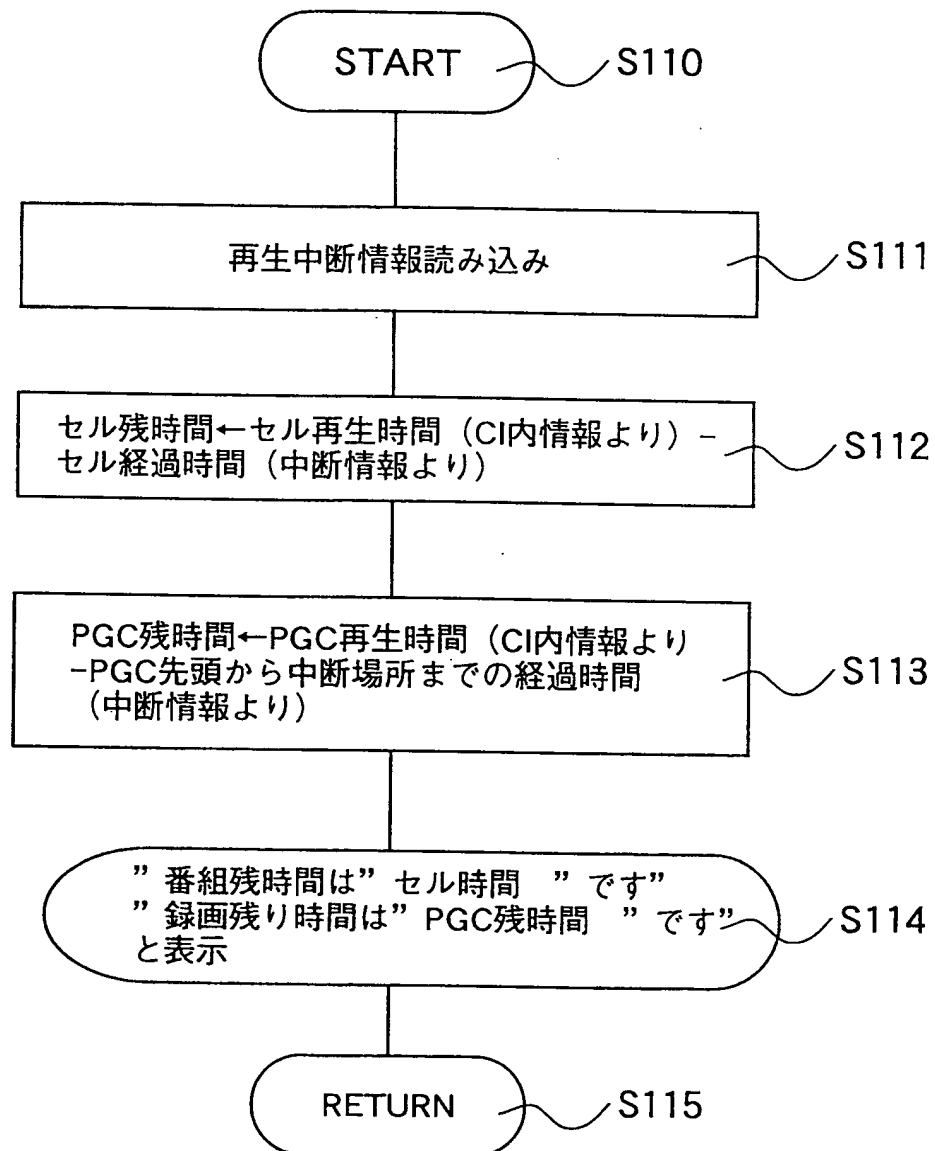 START
S110
再生中断情報読み込み
S111
セル残時間←セル再生時間（CI内情報より）－
セル経過時間（中断情報より）
S112
PGC残時間←PGC再生時間（CI内情報より
－PGC先頭から中断場所までの経過時間
（中断情報より）
S113
”番組残時間は”セル時間　”です”
”録画残り時間は”PGC残時間　”です”
と表示
S114
RETURN
S115